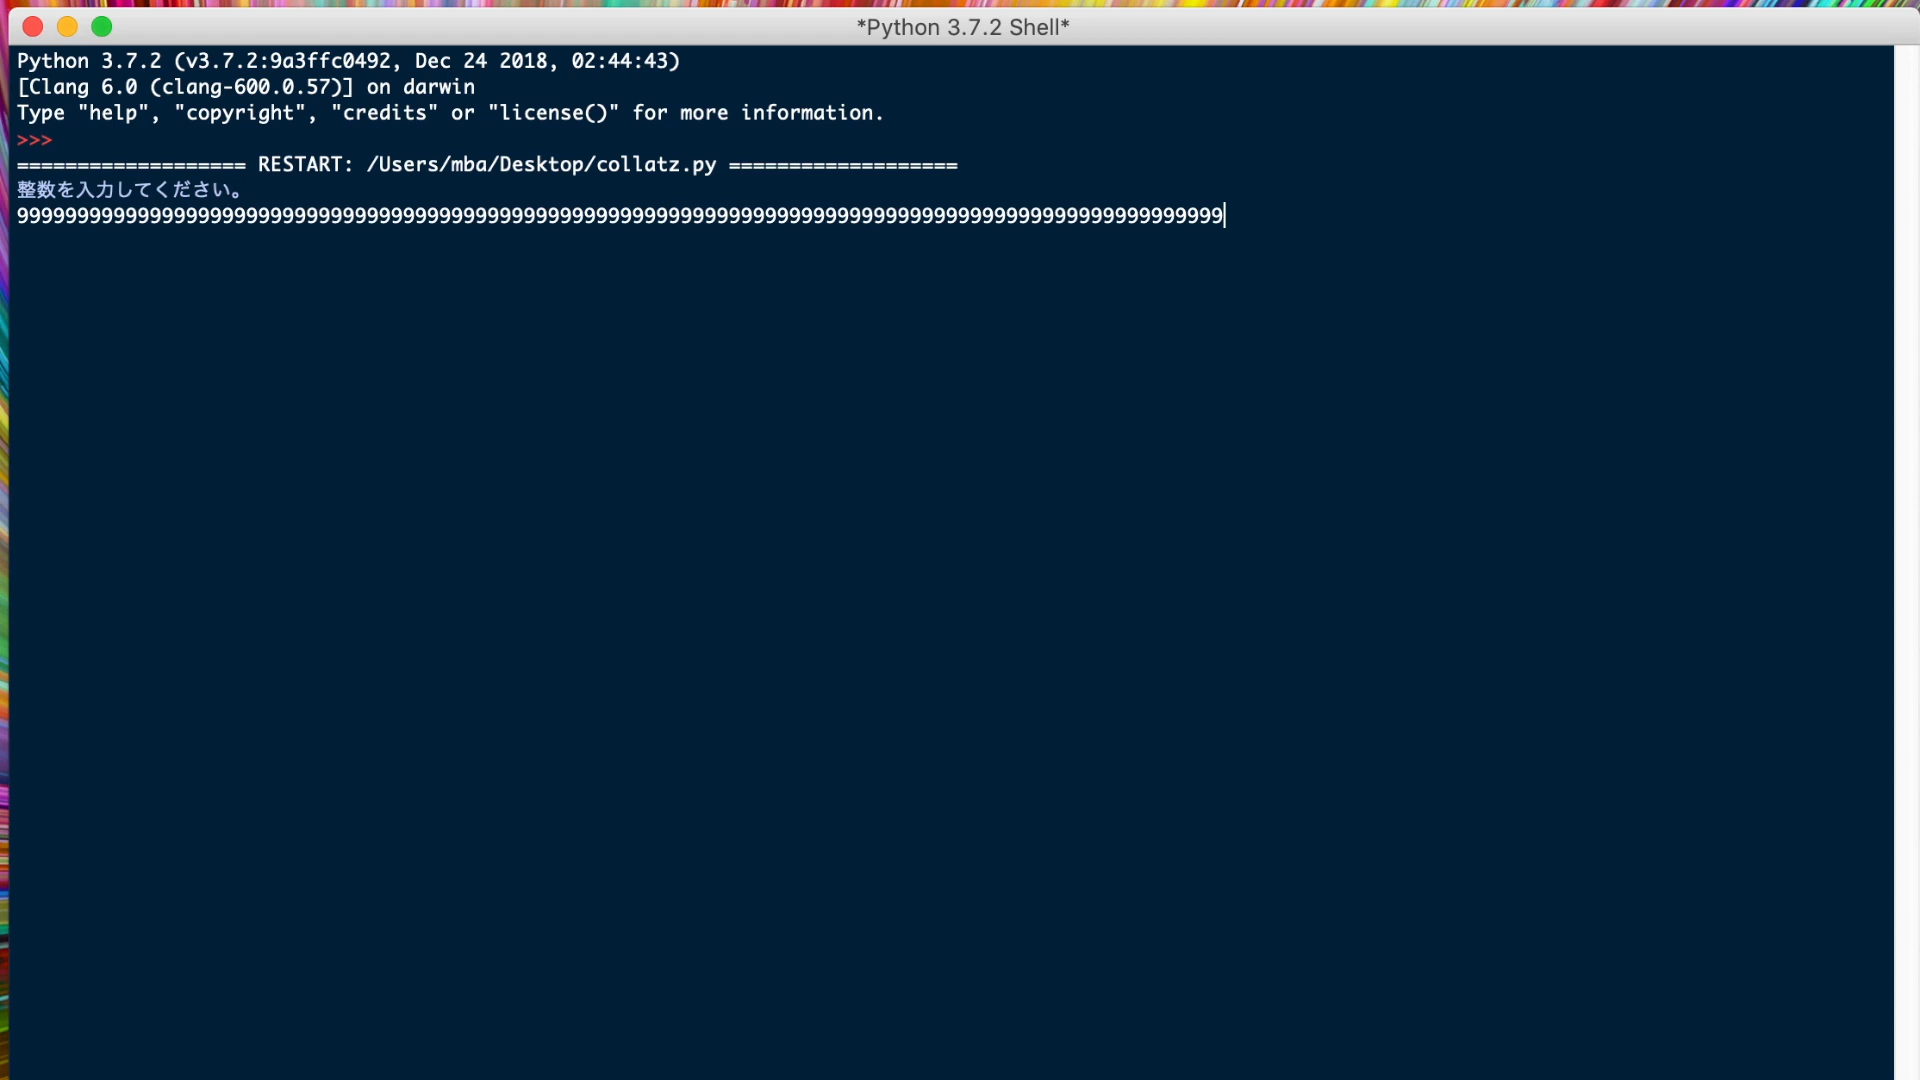 *Python 3.7.2 Shell*
Python 3.7.2 (v3.7.2:9a3ffc0492, Dec 24 2018, 02:44:43)
[Clang 6.0 (clang-600.0.57)] on darwin
Type "help", "copyright", "credits" or "license()" for more information.
>>>
=================== RESTART: /Users/mba/Desktop/collatz.py ===================
整数を入力してください。
9999999999999999999999999999999999999999999999999999999999999999999999999999999999999999999999999999